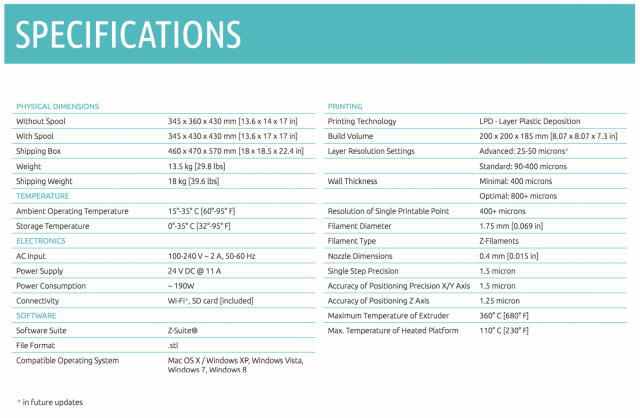 SPECIFICATIONS
PHYSICAL DIMENSIONS
Without Spool 345 x 360 x 430 mm [13.6 x 14 x 17 in]
With Spool 345 x 430 x 430 mm [13.6 x 17 x 17 in]
Shipping Box 460 x 470 x 570 mm [18 x 18.5 x 22.4 in]
Weight 13.5 kg [29.8 lbs]
Shipping Weight 18 kg [39.6 lbs]
TEMPERATURE
Ambient Operating Temperature 15°-35° C [60°-95° F]
Storage Temperature 0°-35° C [32°-95° F]
ELECTRONICS
AC Input 100-240 V ~ 2 A, 50-60 Hz
Power Supply 24 V DC @ 11 A
Power Consumption ~ 190W
Connectivity Wi-Fi*, SD card [included]
SOFTWARE
Software Suite Z-Suite®
File Format .stl
Compatible Operating System Mac OS X / Windows XP, Windows Vista,
Windows 7, Windows 8
PRINTING
Printing Technology LPD - Layer Plastic Deposition
Build Volume 200 x 200 x 185 mm [8.07 x 8.07 x 7.3 in]
Layer Resolution Settings Advanced: 25-50 microns*
Standard: 90-400 microns
Wall Thickness Minimal: 400 microns
Optimal: 800+ microns
Resolution of Single Printable Point 400+ microns
Filament Diameter 1.75 mm [0.069 in]
Filament Type Z-Filaments
Nozzle Dimensions 0.4 mm [0.015 in]
Single Step Precision 1.5 micron
Accuracy of Positioning Precision X/Y Axis 1.5 micron
Accuracy of Positioning Z Axis 1.25 micron
Maximum Temperature of Extruder 360° C [680° F]
Max. Temperature of Heated Platform 110° C [230° F]
* in future updates